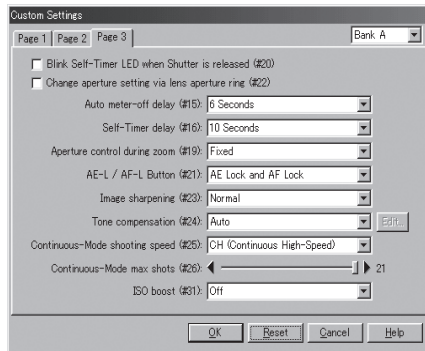 Custom Settings
Page 1 Page 2 Page 3 Bank A
Blink Self-Timer LED when Shutter is released (#20)
Change aperture setting via lens aperture ring (#22)
Auto meter-off delay (#15): 6 Seconds
Self-Timer delay (#16): 10 Seconds
Aperture control during zoom (#19): Fixed
AE-L / AF-L Button (#21): AE Lock and AF Lock
Image sharpening (#23): Normal
Tone compensation (#24): Auto Edit...
Continuous-Mode shooting speed (#25): CH (Continuous High-Speed)
Continuous-Mode max shots (#26): 21
ISO boost (#31): Off
OK Reset Cancel Help